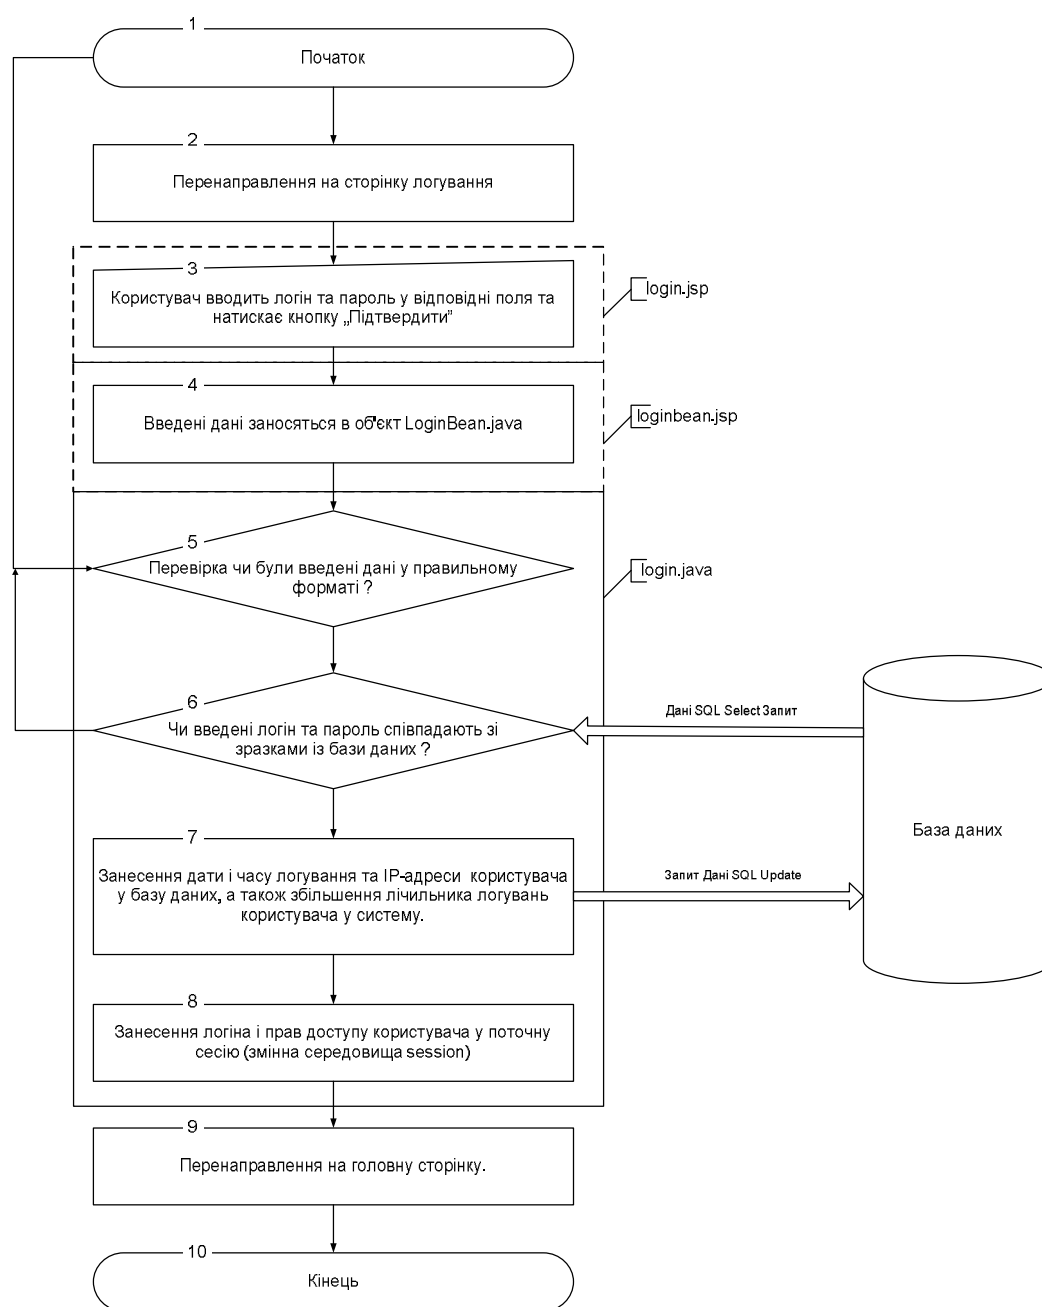 1
Початок
2
Перенаправлення на сторінку логування
3
Користувач вводить логін та пароль у відповідні поля та
натискає кнопку „Підтвердити”
login.jsp
4
Введені дані заносяться в об'єкт LoginBean.java
loginbean.jsp
5
Перевірка чи були введені дані у правильному
форматі ?
login.java
6
Чи введені логін та пароль співпадають зі
зразками із бази даних ?
Дані SQL Select Запит
База даних
7
Занесення дати і часу логування та IP-адреси користувача
у базу даних, а також збільшення лічильника логувань
користувача у систему.
Запит Дані SQL Update
8
Занесення логіна і прав доступу користувача у поточну
сесію (змінна середовища session)
9
Перенаправлення на головну сторінку.
10
Кінець